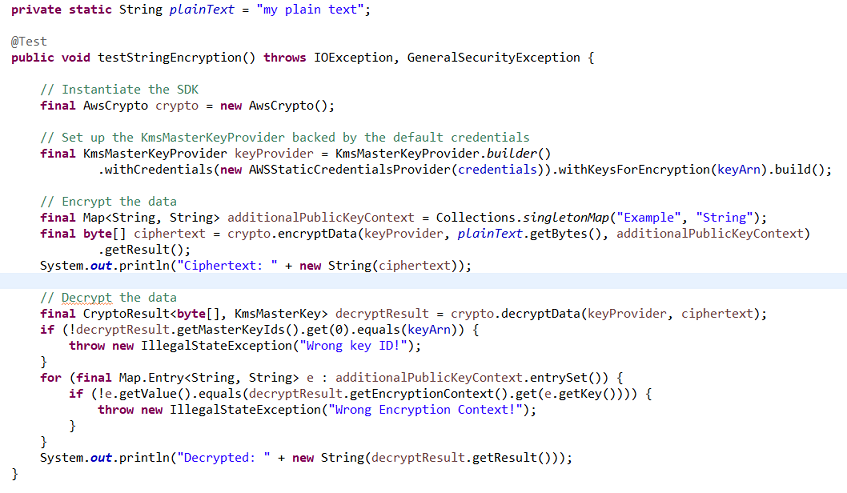 private static String plainText = "my plain text";
@Test
public void testStringEncryption() throws IOException, GeneralSecurityException {
// Instantiate the SDK
final AwsCrypto crypto = new AwsCrypto();
// Set up the KmsMasterKeyProvider backed by the default credentials
final KmsMasterKeyProvider keyProvider = KmsMasterKeyProvider.builder()
.withCredentials(new AWSStaticCredentialsProvider(credentials)).withKeysForEncryption(keyArn).build();
// Encrypt the data
final Map<String, String> additionalPublicKeyContext = Collections.singletonMap("Example", "String");
final byte[] ciphertext = crypto.encryptData(keyProvider, plainText.getBytes(), additionalPublicKeyContext)
.getResult();
System.out.println("Ciphertext: " + new String(ciphertext));
// Decrypt the data
final CryptoResult<byte[], KmsMasterKey> decryptResult = crypto.decryptData(keyProvider, ciphertext);
if (!decryptResult.getMasterKeyIds().get(0).equals(keyArn)) {
throw new IllegalStateException("Wrong key ID!");
}
for (final Map.Entry<String, String> e : additionalPublicKeyContext.entrySet()) {
if (!e.getValue().equals(decryptResult.getEncryptionContext().get(e.getKey()))) {
throw new IllegalStateException("Wrong Encryption Context!");
}
}
System.out.println("Decrypted: " + new String(decryptResult.getResult()));
}